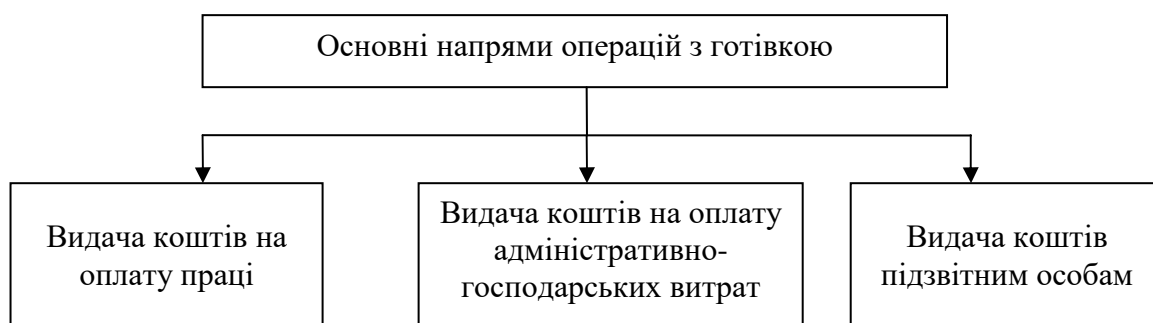 Основні напрями операцій з готівкою
Видача коштів на
оплату праці
Видача коштів на оплату
адміністративно-
господарських витрат
Видача коштів
підзвітним особам